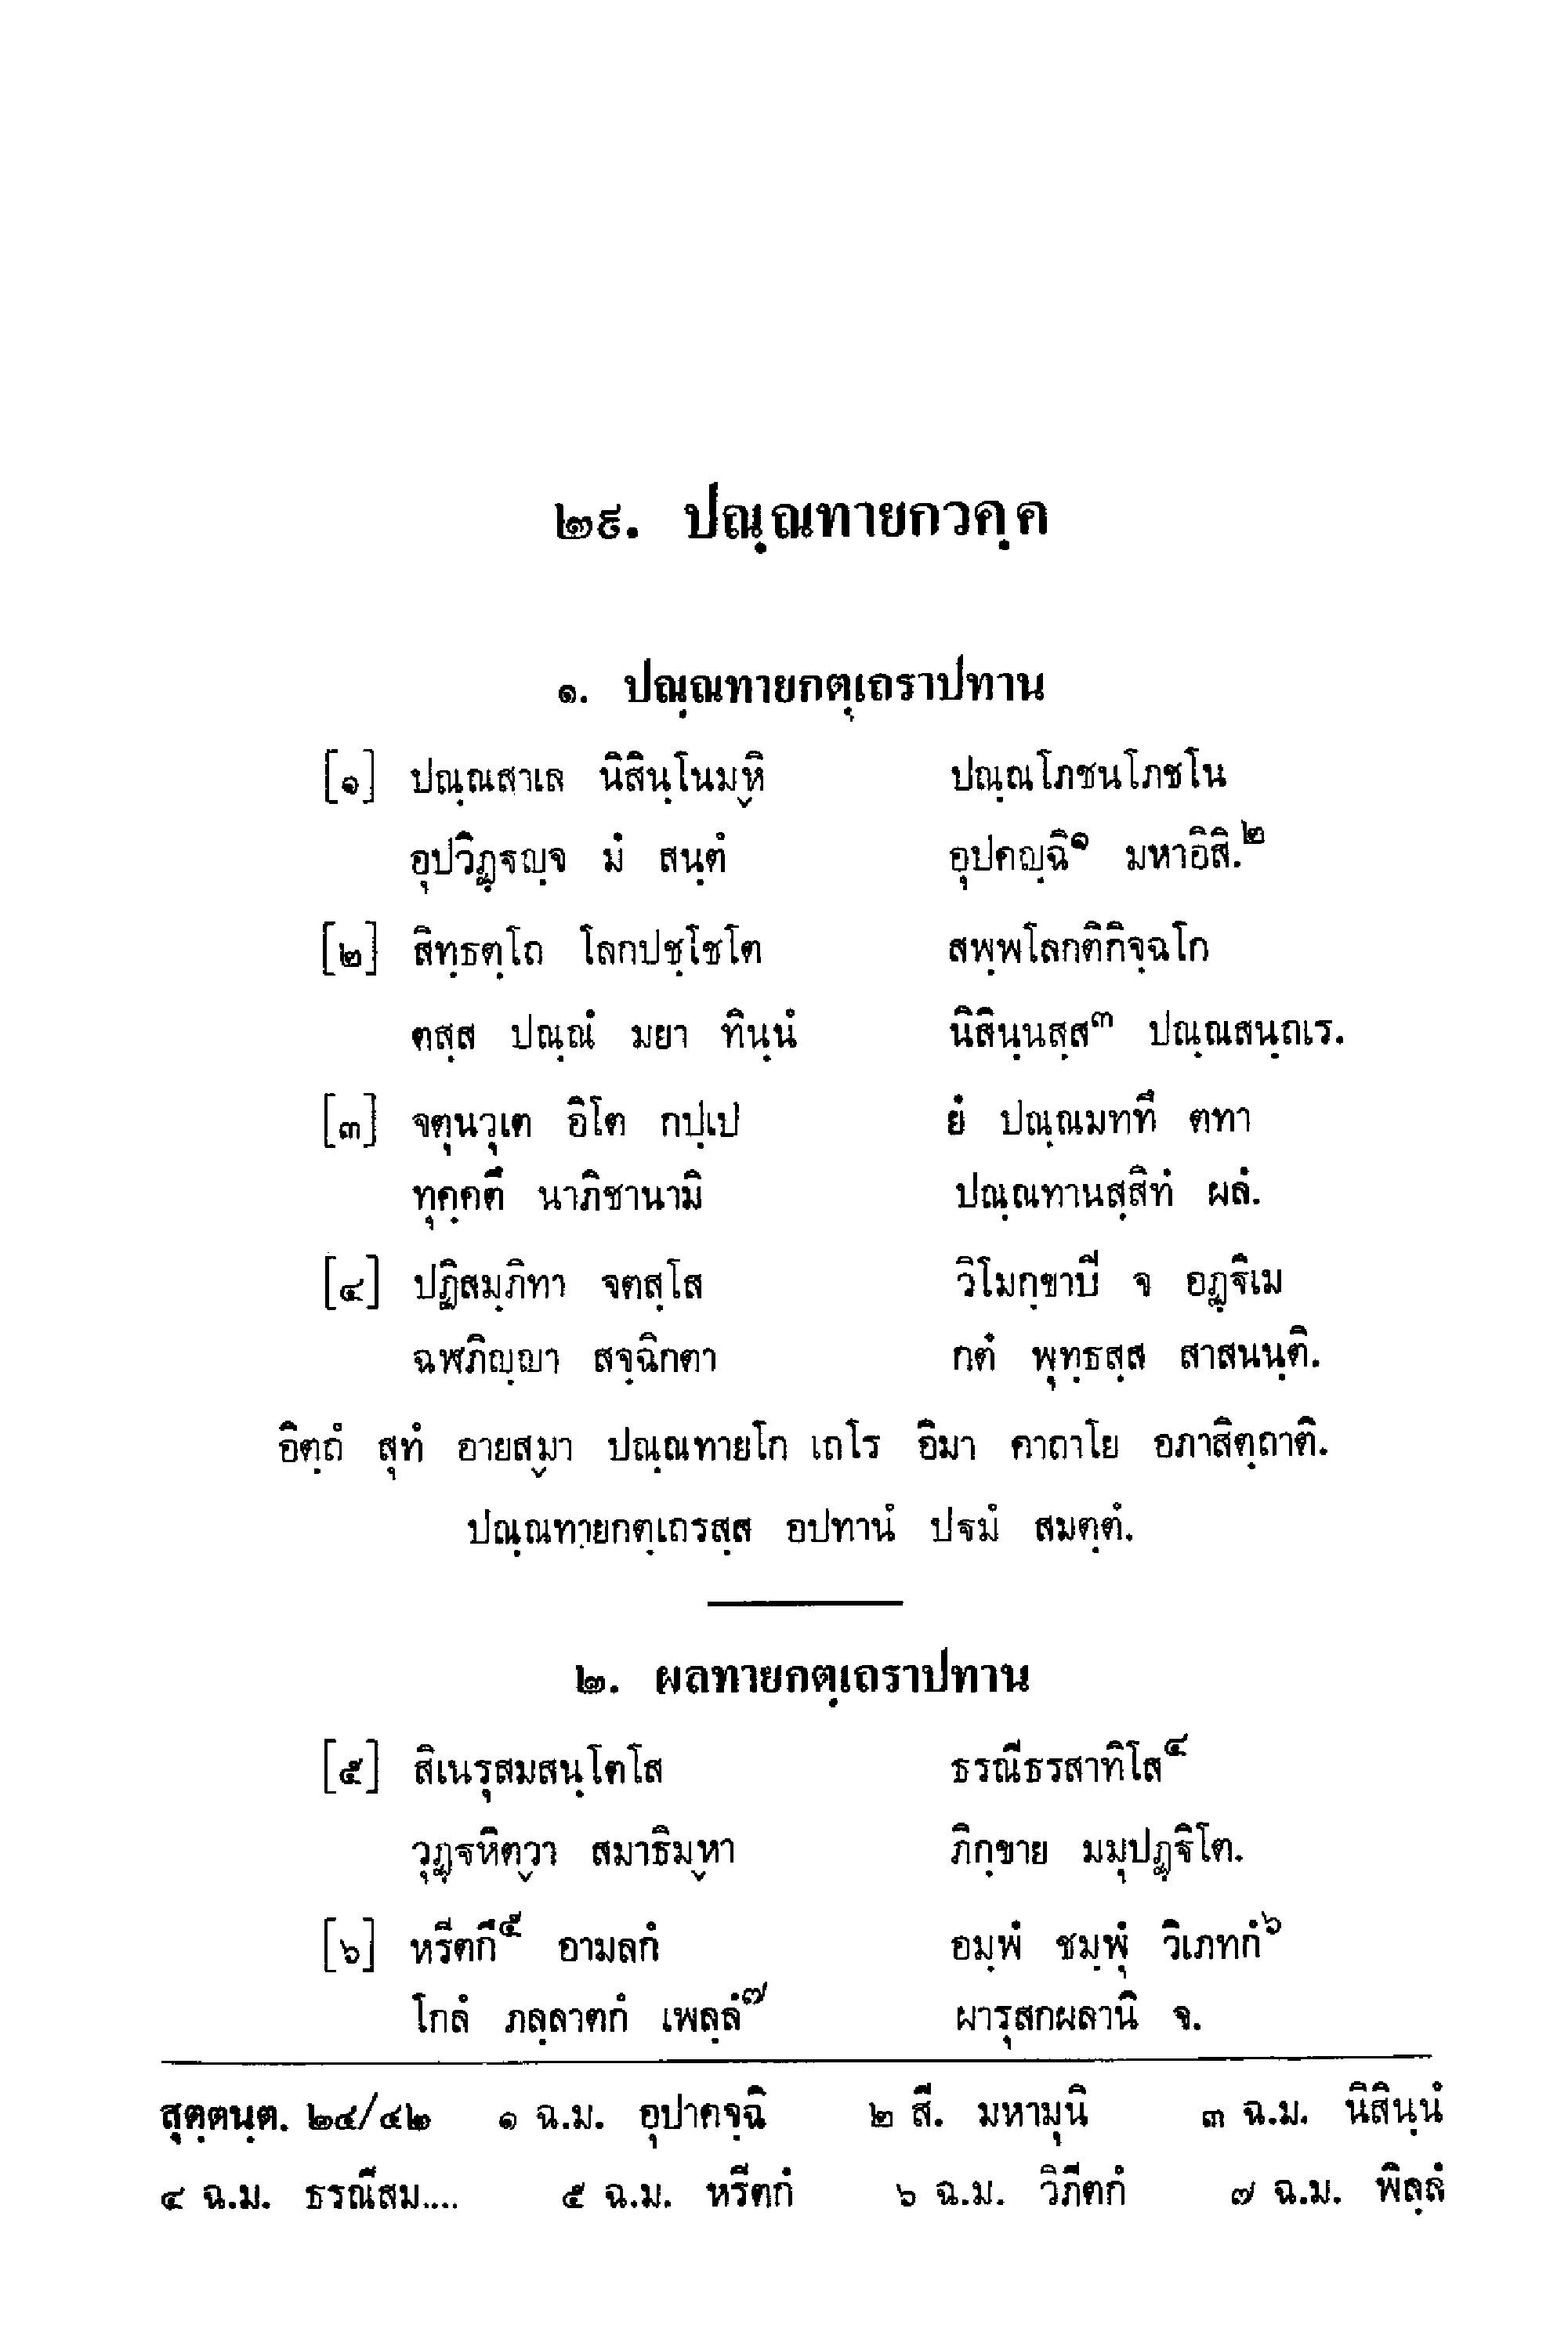 ๒๙. ปณฺณทายกวคฺค
๑. ปณฺณทายกตฺเถราปทาน
[๑] ปณฺณสาเล นิสินฺโนมฺหิ ปณฺณโภชนโภชโน
อุปวิฏฺฐญฺจ มํ สนฺตํ อุปคญฺฉิ๑ มหาอิสิ.๒
[๒] สิทฺธตฺโถ โลกปชฺโชโต สพฺพโลกติกิจฺฉโก
ตสฺส ปณฺณํ มยา ทินฺนํ นิสินฺนสฺส๓ ปณฺณสนฺถเร.
[๓] จตุนวุเต อิโต กปฺเป ยํ ปณฺณมททึ ตทา
ทุคฺคตึ นาภิชานามิ ปณฺณทานสฺสิทํ ผลํ.
[๔] ปฏิสมฺภิทา จตสฺโส วิโมกฺขาปิ จ อฏฺฐิเม
ฉฬภิญฺญา สจฺฉิกตา กตํ พุทฺธสฺส สาสนนฺติ.
อิตฺถํ สุทํ อายสฺมา ปณฺณทายโก เถโร อิมา คาถาโย อภาสิตฺถาติ.
ปณฺณทายกตฺเถรสฺส อปทานํ ปฐมํ สมตฺตํ.
๒. ผลทายกตฺเถราปทาน
[๕] สิเนรุสมสนฺโตโส ธรณีธรสาทิโส๔
วุฏฺฐหิตฺวา สมาธิมฺหา ภิกฺขาย มมุปฏฺฐิโต.
[๖] หรีตกึ๕ อามลกํ อมฺพํ ชมฺพุํ วิเภทกํ๖
โกลํ ภลฺลาตกํ เพลฺลํ๗ ผารุสกผลานิ จ.
สุตฺตนฺต. ๒๔/๔๒ ๑ ฉ.ม. อุปาคจฺฉิ ๒ สี. มหามุนิ ๓ ฉ.ม. นิสินฺนํ
๔ ฉ.ม. ธรณีสม.... ๕ ฉ.ม. หรีตกํ ๖ ฉ.ม. วิภีตกํ ๗ ฉ.ม. พิลฺลํ